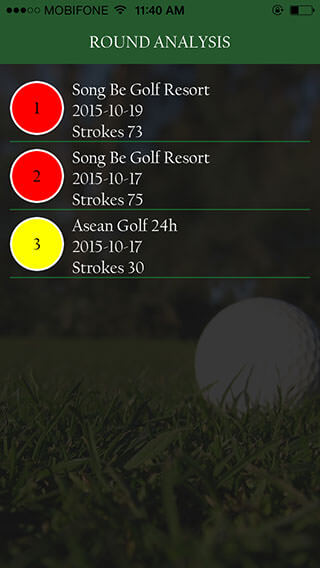 MOBIFONE 11:40 AM
ROUND ANALYSIS
1
Song Be Golf Resort
2015-10-19
Strokes 73
2
Song Be Golf Resort
2015-10-17
Strokes 75
3
Asean Golf 24h
2015-10-17
Strokes 30